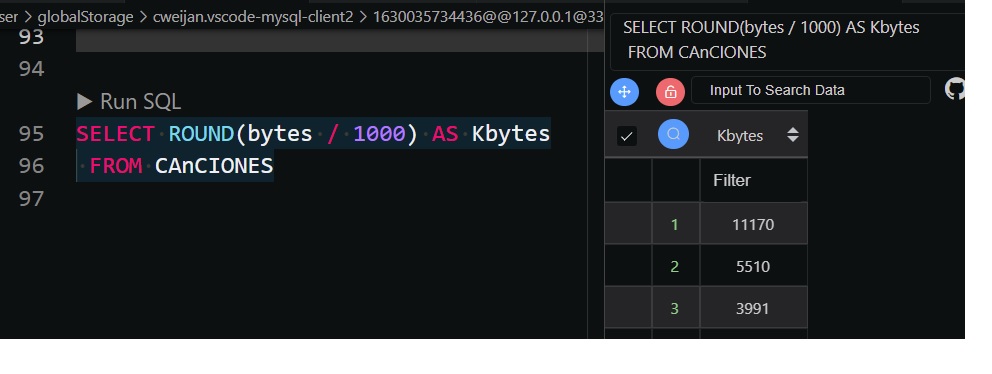 ser > globalStorage > cweijan.vscode-mysql-client2 > 1630035734436@@127.0.0.1@33
93
94
▶ Run SQL
95 SELECT ROUND(bytes / 1000) AS Kbytes
96  FROM CAnCIONES
97
SELECT ROUND(bytes / 1000) AS Kbytes
 FROM CAnCIONES
Input To Search Data
Kbytes
Filter
1 11170
2 5510
3 3991